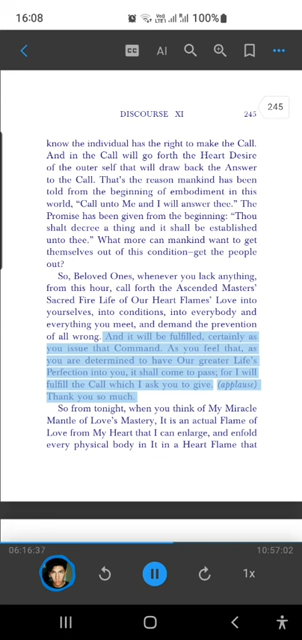 16:08
100%
CC
AI
245
DISCOURSE XI 245
know the individual has the right to make the Call.
And in the Call will go forth the Heart Desire
of the outer self that will draw back the Answer
to the Call. That's the reason mankind has been
told from the beginning of embodiment in this
world, “Call unto Me and I will answer thee.” The
Promise has been given from the beginning: “Thou
shalt decree a thing and it shall be established
unto thee.” What more can mankind want to get
themselves out of this condition–get the people
out?
So, Beloved Ones, whenever you lack anything,
from this hour, call forth the Ascended Masters'
Sacred Fire Life of Our Heart Flames' Love into
yourselves, into conditions, into everybody and
everything you meet, and demand the prevention
of all wrong. And it will be fulfilled, certainly as
you issue that Command. As you feel that, as
you are determined to have Our greater Life's
Perfection into you, it shall come to pass; for I will
fulfill the Call which I ask you to give. (applause)
Thank you so much.
So from tonight, when you think of My Miracle
Mantle of Love's Mastery, It is an actual Flame of
Love from My Heart that I can enlarge, and enfold
every physical body in It in a Heart Flame that
06:16:37 10:57:02
1x